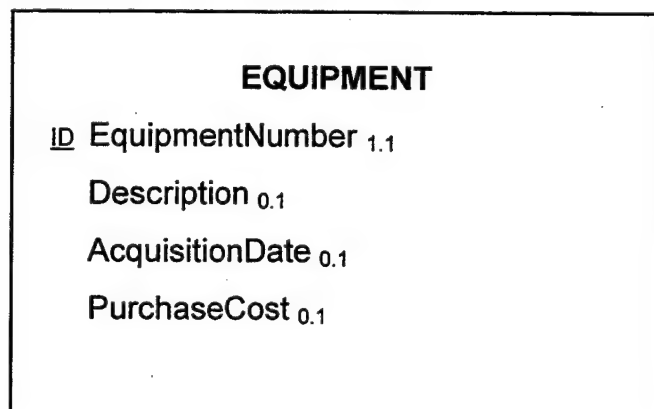 EQUIPMENT
ID EquipmentNumber 1.1
Description 0.1
AcquisitionDate 0.1
PurchaseCost 0.1